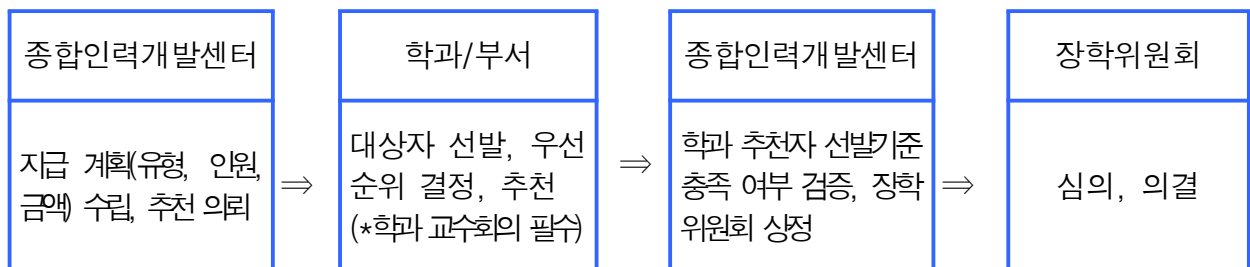 종합인력개발센터
지급 계획(유형, 인원,
금액) 수립, 추천 의뢰
⇒
학과/부서
대상자 선발, 우선
순위 결정, 추천
(*학과 교수회의 필수)
⇒
종합인력개발센터
학과 추천자 선발기준
충족 여부 검증, 장학
위원회 상정
⇒
장학위원회
심의, 의결